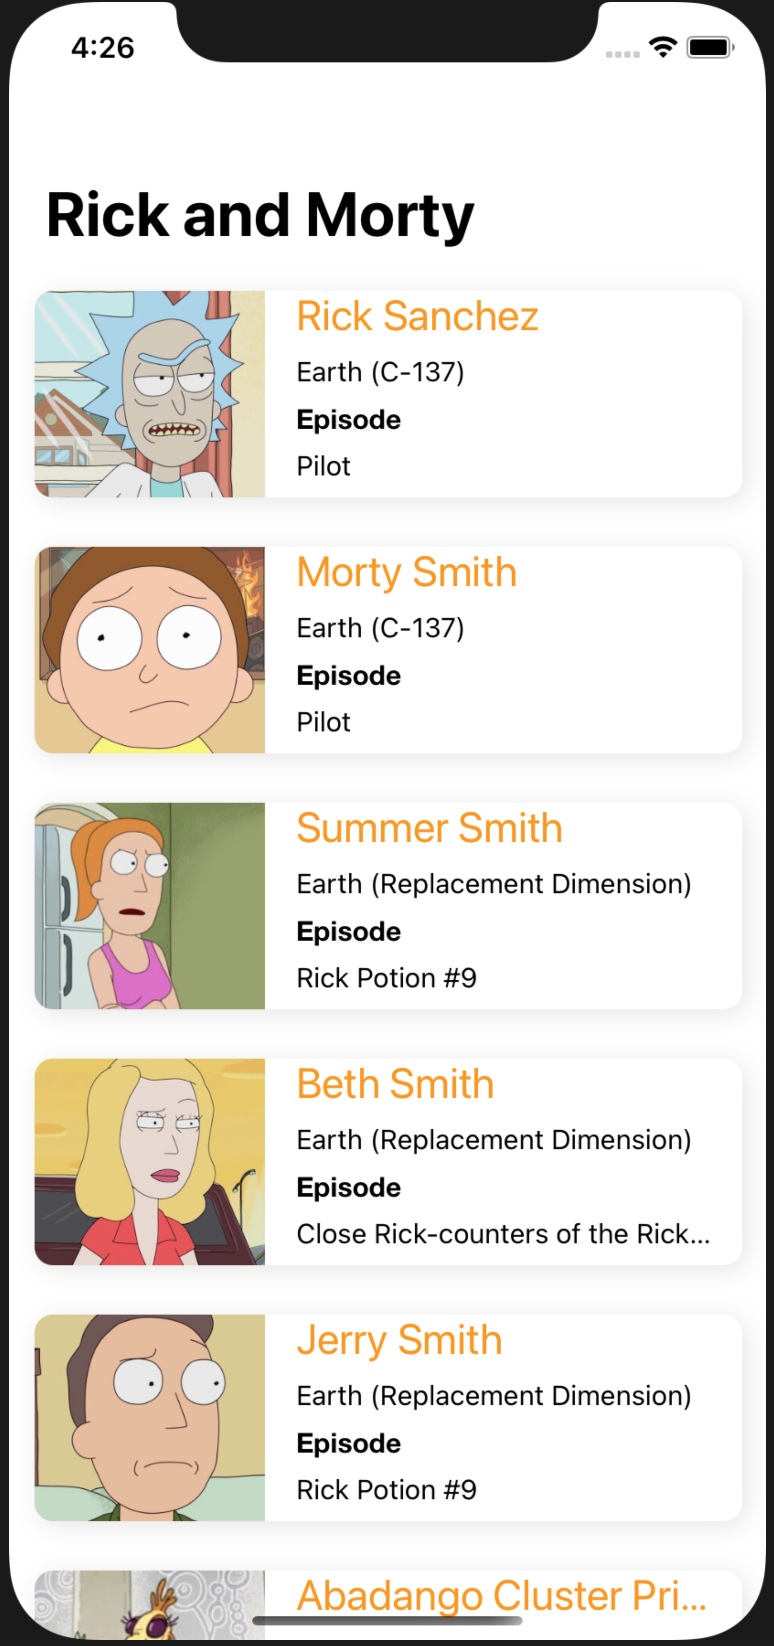 4:26
Rick and Morty
Rick Sanchez
Earth (C-137)
Episode
Pilot
Morty Smith
Earth (C-137)
Episode
Pilot
Summer Smith
Earth (Replacement Dimension)
Episode
Rick Potion #9
Beth Smith
Earth (Replacement Dimension)
Episode
Close Rick-counters of the Rick...
Jerry Smith
Earth (Replacement Dimension)
Episode
Rick Potion #9
Abadango Cluster Pri...